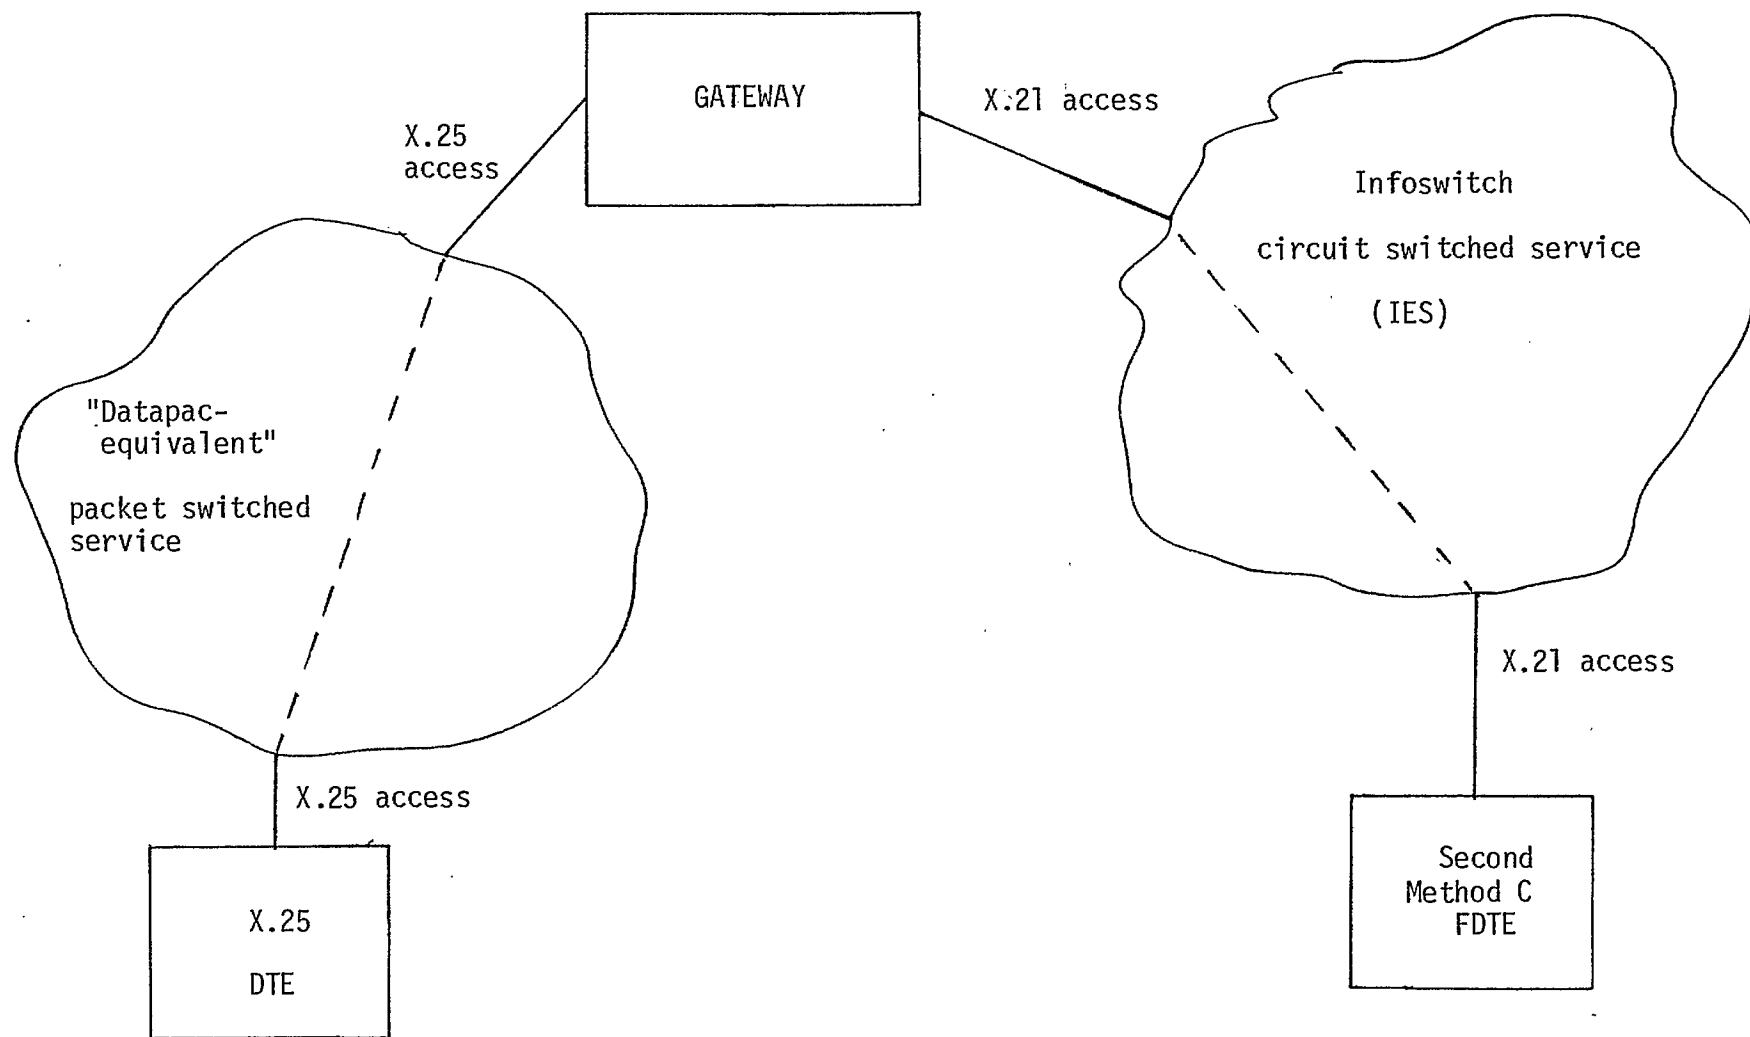 GATEWAY
X.25
access
X.21 access
Infoswitch
circuit switched service
(IES)
"Datapac-
equivalent"
packet switched
service
X.21 access
X.25 access
Second
Method C
FDTE
X.25
DTE